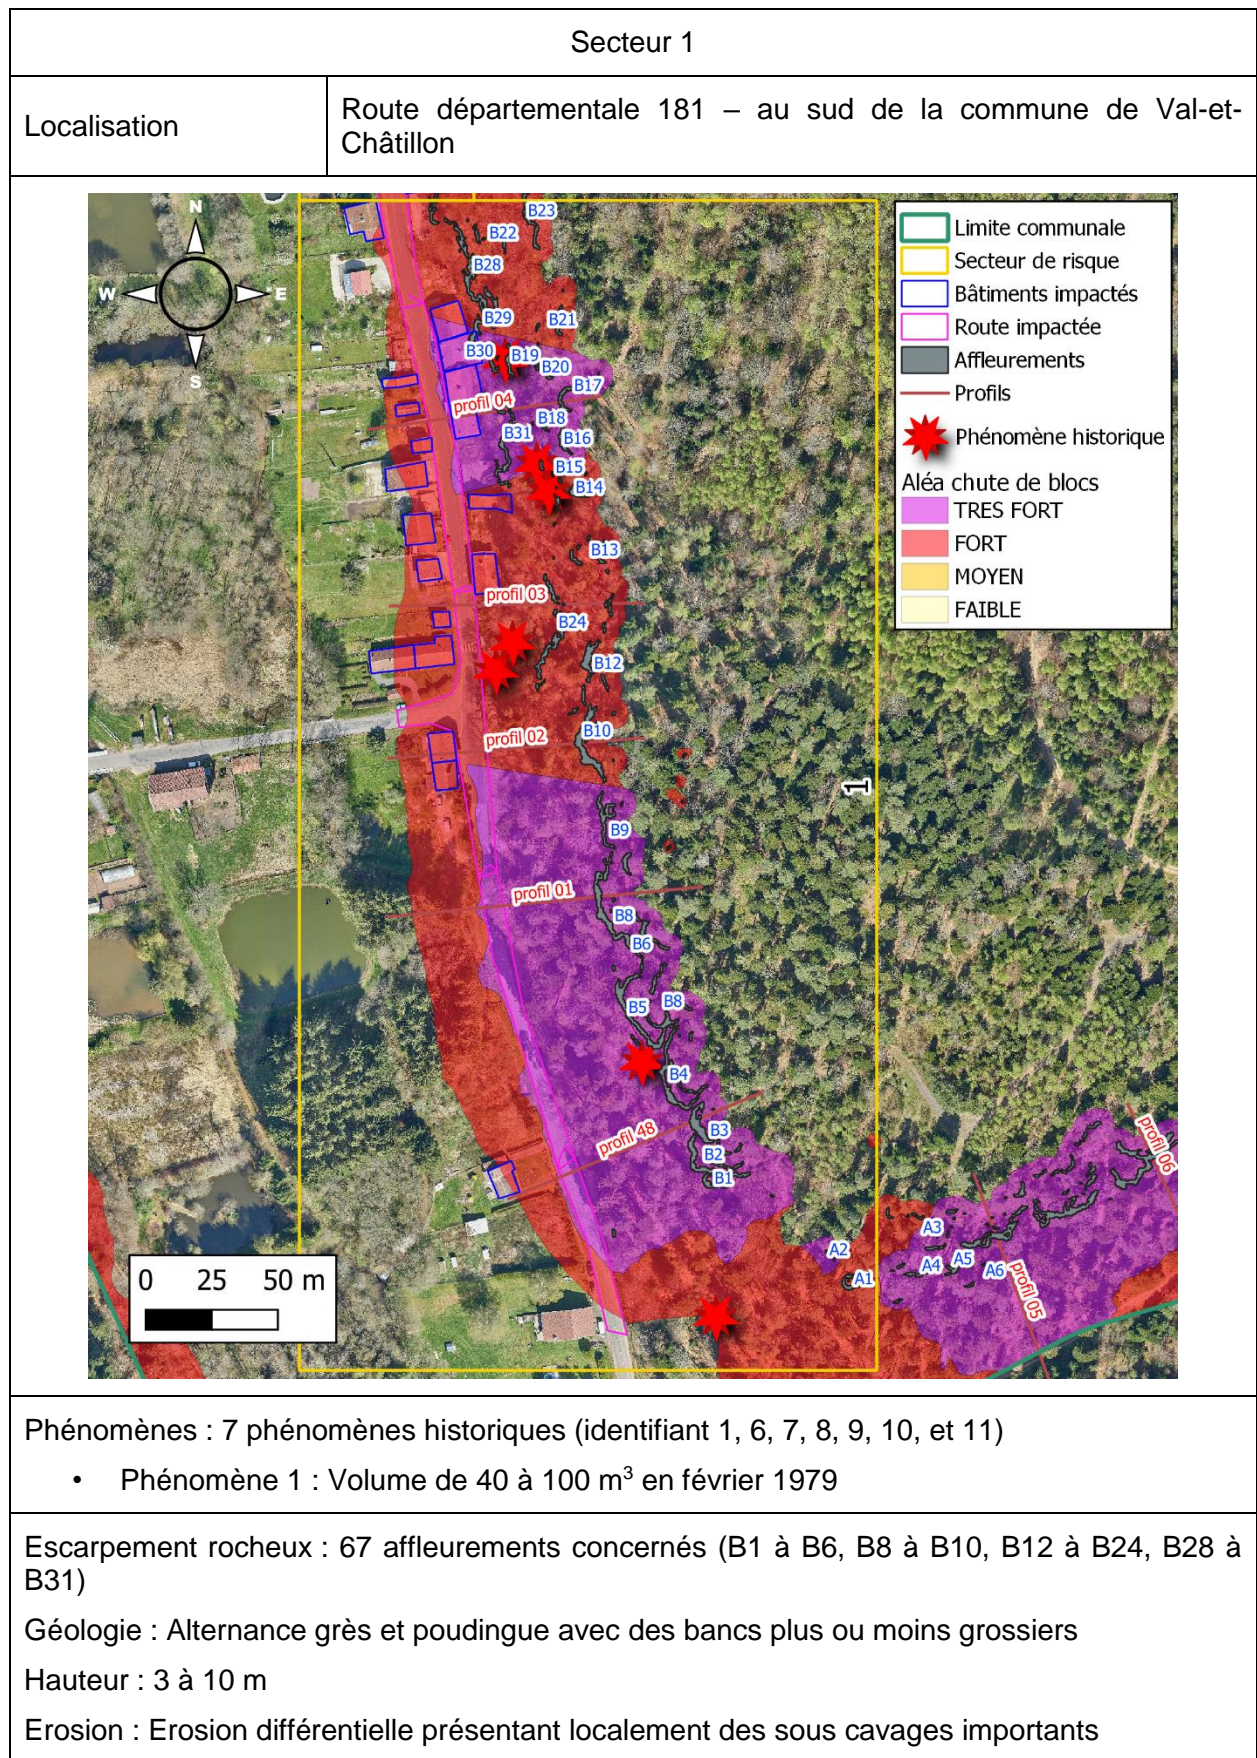 Secteur 1
Localisation
Route départementale 181 – au sud de la commune de Val-et-
Châtillon
N
W
E
S
Limite communale
Secteur de risque
Bâtiments impactés
Route impactée
Affleurements
Profils
Phénomène historique
Aléa chute de blocs
TRES FORT
FORT
MOYEN
FAIBLE
B23
B22
B28
B29
B21
B30
B19
B20
B17
profil 04
B18
B31
B16
B15
B14
B13
profil 03
B24
B12
B10
profil 02
1
B9
profil 01
B8
B6
B5
B8
B4
B3
profil 48
B2
B1
profil 06
A3
A2
A5
A4
A6
A1
profil 05
0 25 50 m
Phénomènes : 7 phénomènes historiques (identifiant 1, 6, 7, 8, 9, 10, et 11)
• Phénomène 1 : Volume de 40 à 100 m³ en février 1979
Escarpement rocheux : 67 affleurements concernés (B1 à B6, B8 à B10, B12 à B24, B28 à
B31)
Géologie : Alternance grès et poudingue avec des bancs plus ou moins grossiers
Hauteur : 3 à 10 m
Erosion : Erosion différentielle présentant localement des sous cavages importants